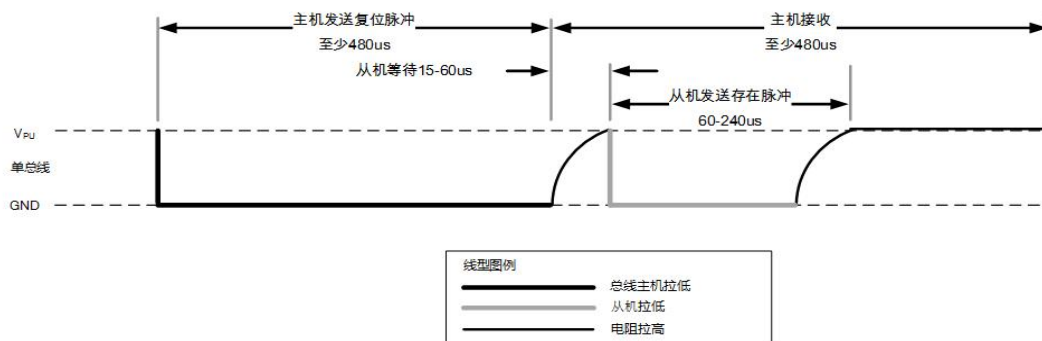 主机发送复位脉冲
至少480us
主机接收
至少480us
从机等待15-60us
从机发送存在脉冲
60-240us
VPU
单总线
GND
线型图例
总线主机拉低
从机拉低
电阻拉高